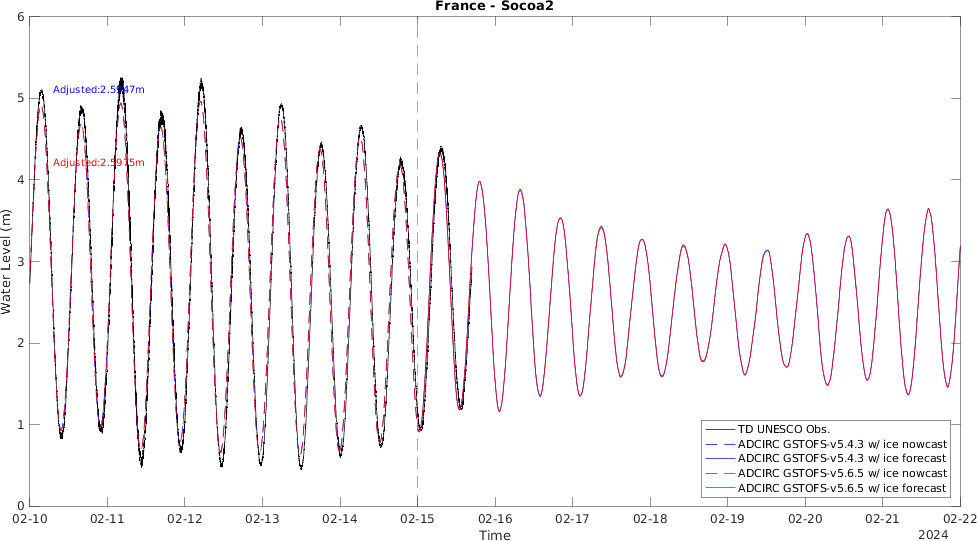 France - Socoa2
6
5
4
3
2
1
0
Water Level (m)
Adjusted:2.5947m
Adjusted:2.5975m
TD UNESCO Obs.
ADCIRC GSTOFS-v5.4.3 w/ ice nowcast
ADCIRC GSTOFS-v5.4.3 w/ ice forecast
ADCIRC GSTOFS-v5.6.5 w/ ice nowcast
ADCIRC GSTOFS-v5.6.5 w/ ice forecast
02-10 02-11 02-12 02-13 02-14 02-15 02-16 02-17 02-18 02-19 02-20 02-21 02-22
Time
2024